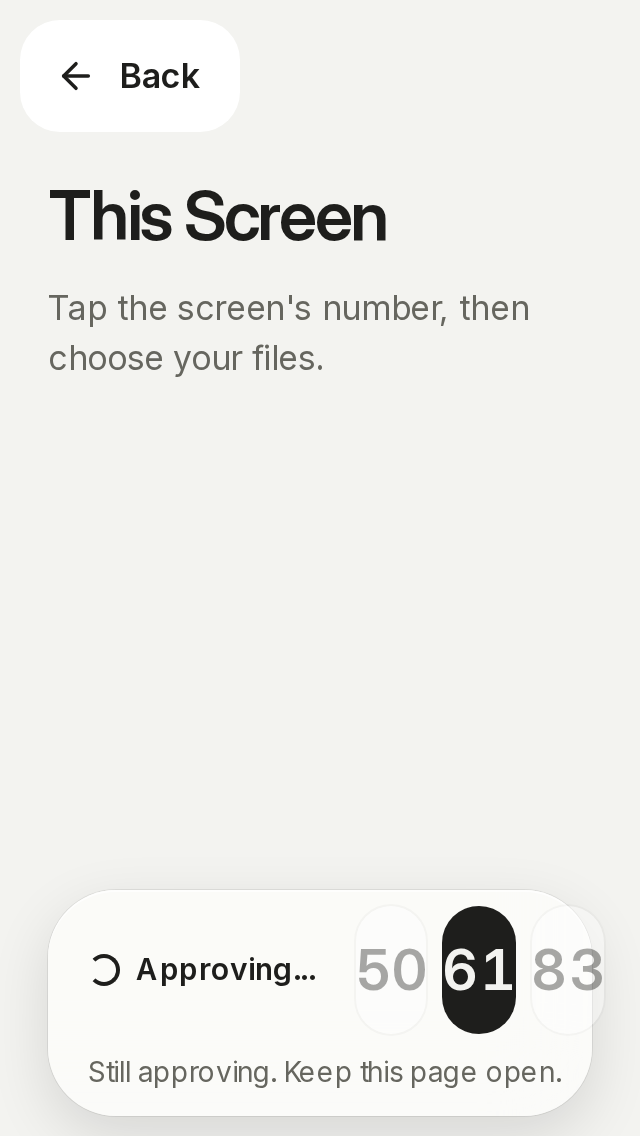 Back
This Screen
Tap the screen's number, then
choose your files.
Approving... 50 61 83
Still approving. Keep this page open.